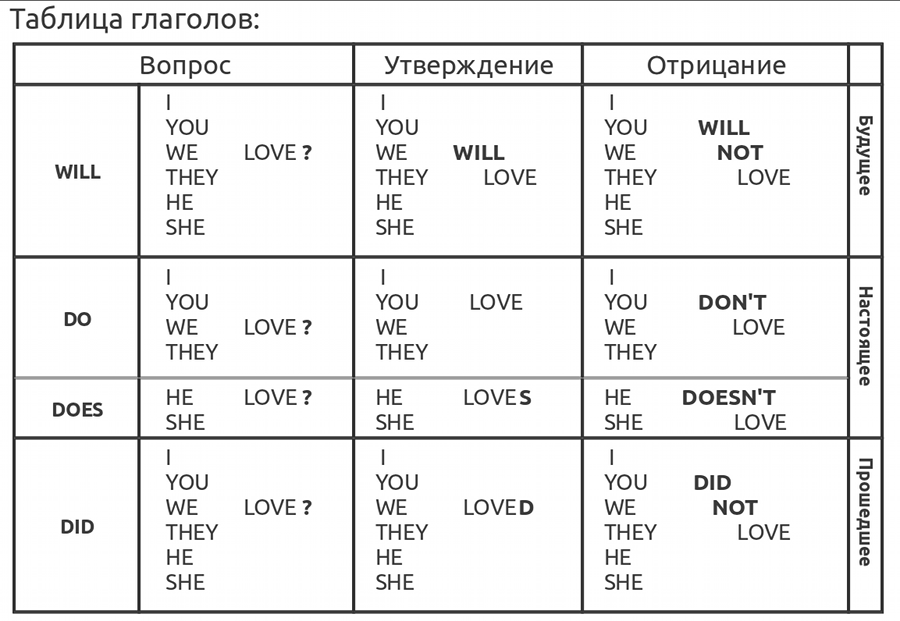 Таблица глаголов:
Вопрос Утверждение Отрицание
WILL
I
YOU
WE LOVE ?
THEY
HE
SHE
I
YOU
WE WILL
THEY LOVE
HE
SHE
I
YOU WILL
WE NOT
THEY LOVE
HE
SHE
Будущее
DO
I
YOU
WE LOVE ?
THEY
I
YOU LOVE
WE
THEY
I
YOU DON'T
WE LOVE
THEY
Настоящее
DOES
HE LOVE ?
SHE
HE LOVES
SHE
HE DOESN'T
SHE LOVE
DID
I
YOU
WE LOVE ?
THEY
HE
SHE
I
YOU
WE LOVED
THEY
HE
SHE
I
YOU DID
WE NOT
THEY LOVE
HE
SHE
Прошедшее